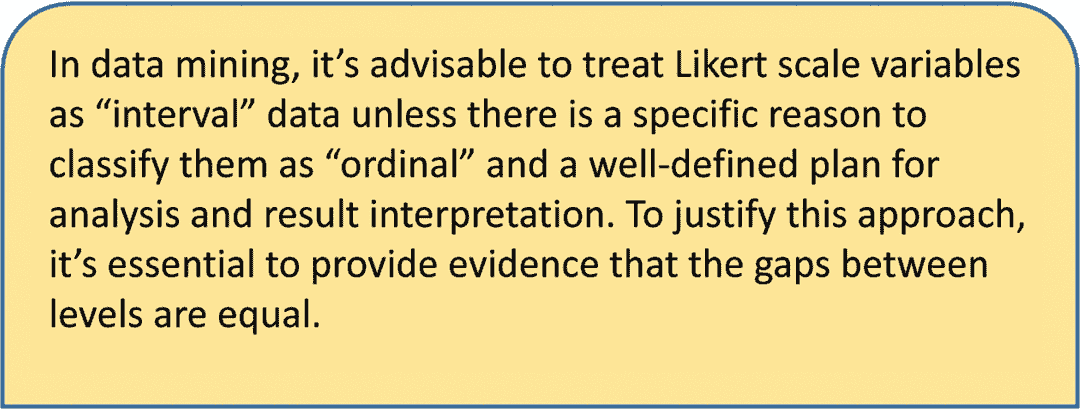 In data mining, it’s advisable to treat Likert scale variables
as “interval” data unless there is a specific reason to
classify them as “ordinal” and a well-defined plan for
analysis and result interpretation. To justify this approach,
it’s essential to provide evidence that the gaps between
levels are equal.